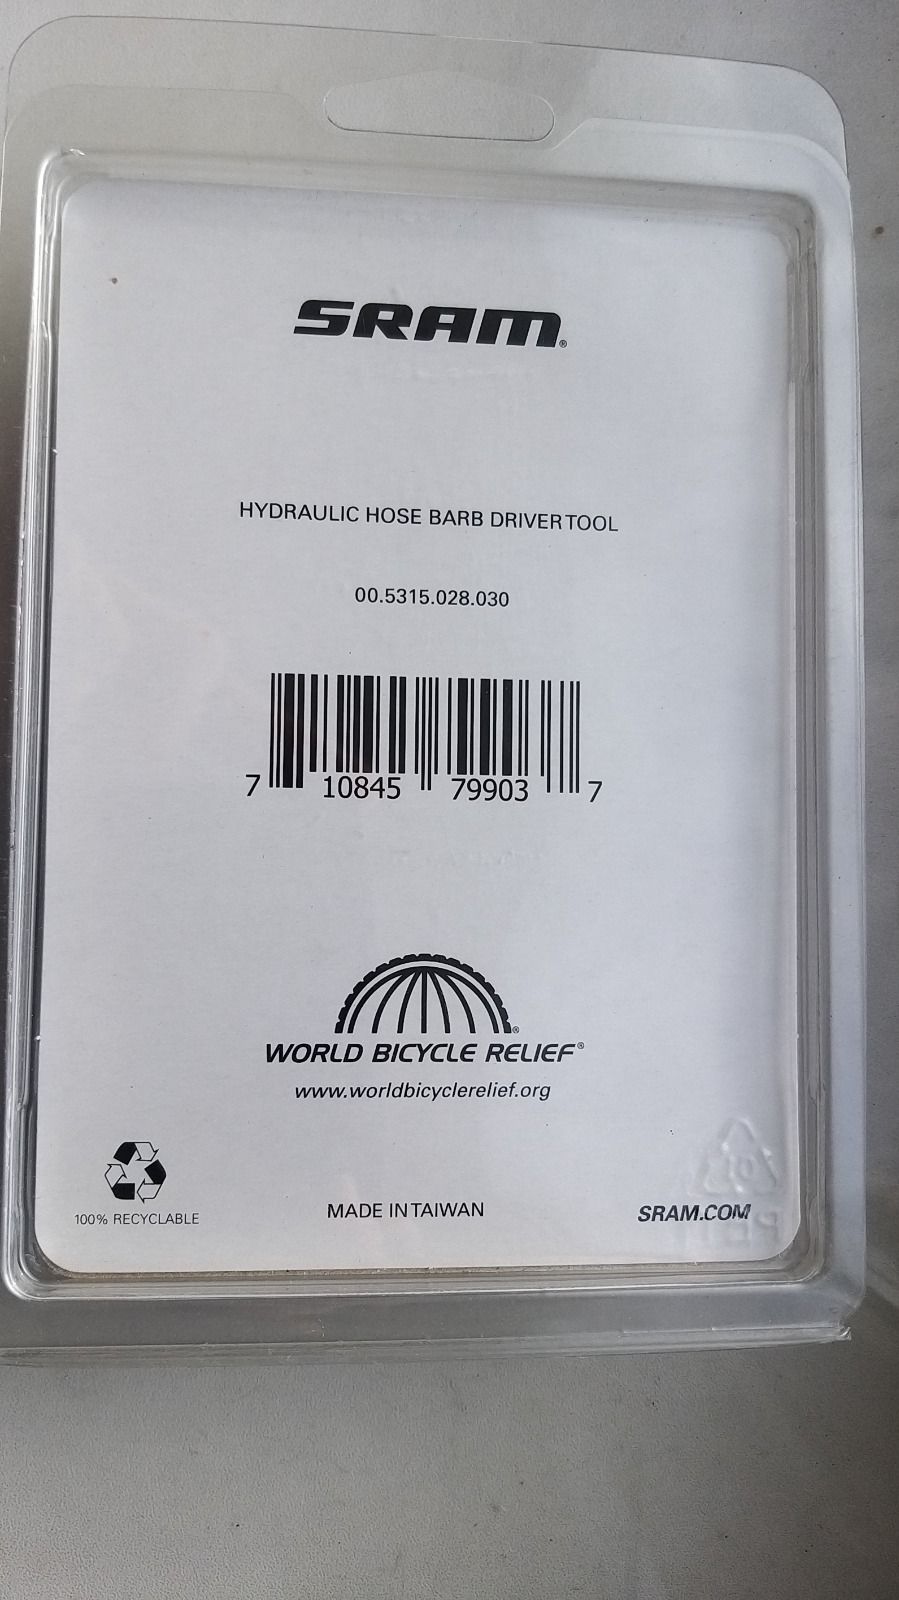 SRAM®
HYDRAULIC HOSE BARB DRIVER TOOL
00.5315.028.030
7 10845 79903 7
WORLD BICYCLE RELIEF®
www.worldbicyclerelief.org
100% RECYCLABLE
MADE IN TAIWAN
SRAM.COM
01